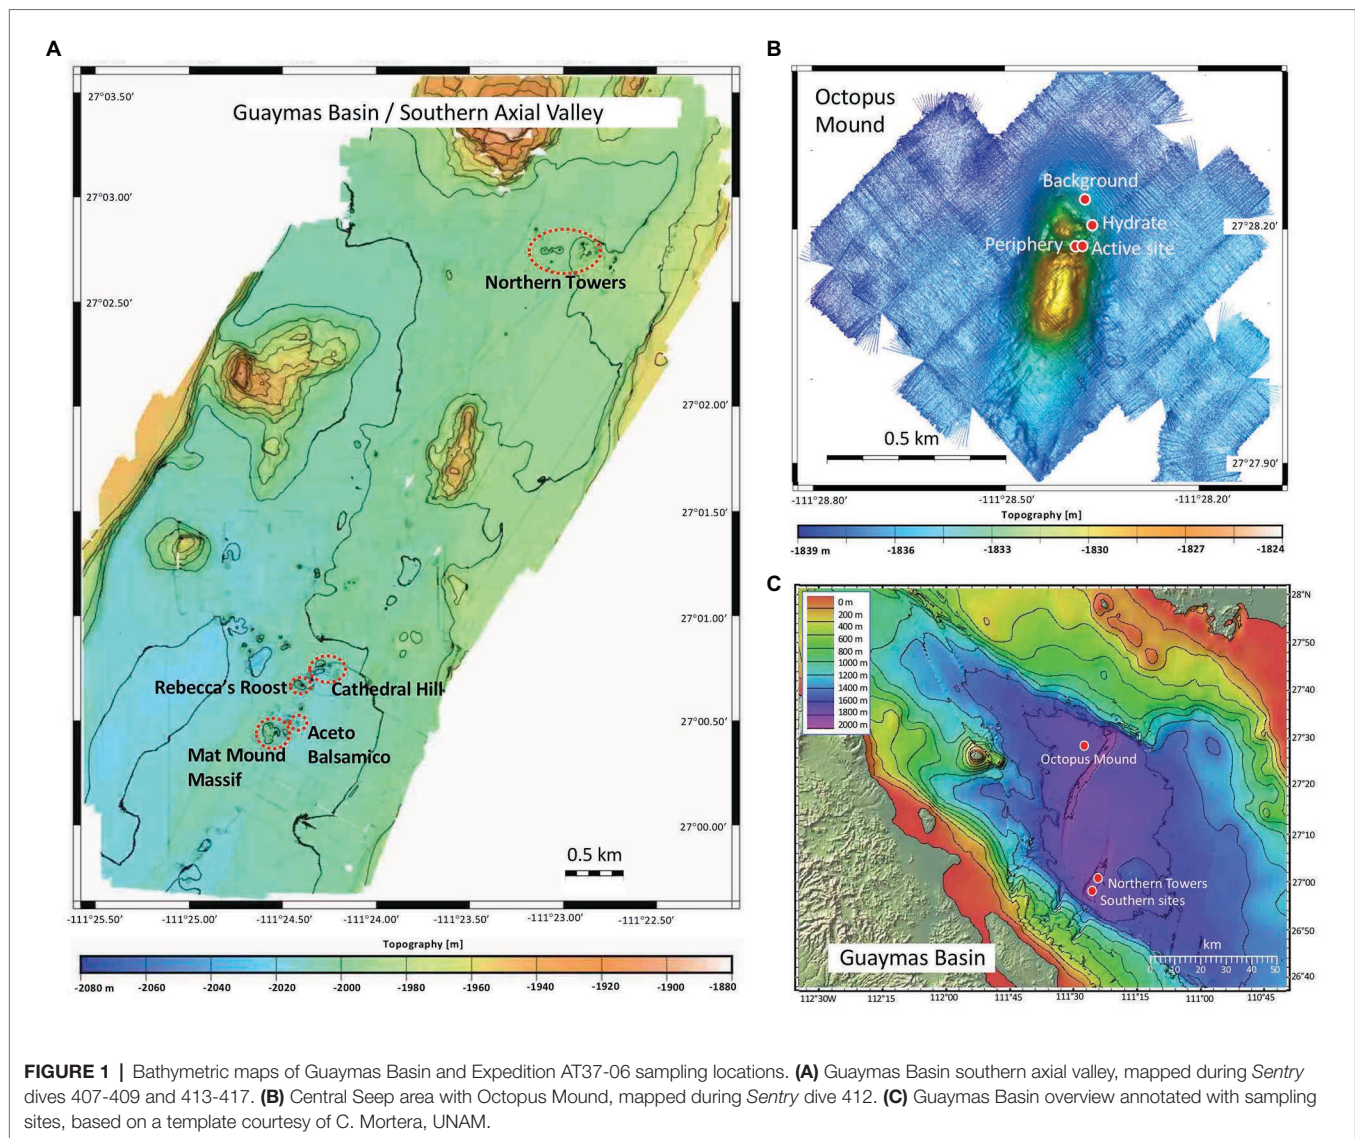 A
Guaymas Basin / Southern Axial Valley
27°03.50'
27°03.00'
27°02.50'
27°02.00'
27°01.50'
27°01.00'
27°00.50'
27°00.00'
Northern Towers
Rebecca's Roost
Cathedral Hill
Aceto
Balsamico
Mat Mound
Massif
0.5 km
-111°25.50'
-111°25.00'
-111°24.50'
-111°24.00'
-111°23.50'
-111°23.00'
-111°22.50'
Topography [m]
-2080 m
-2060
-2040
-2020
-2000
-1980
-1960
-1940
-1920
-1900
-1880
B
Octopus
Mound
Background
Hydrate
Periphery
Active site
27°28.20'
27°27.90'
0.5 km
-111°28.80'
-111°28.50'
-111°28.20'
Topography [m]
-1839 m
-1836
-1833
-1830
-1827
-1824
C
0 m
200 m
400 m
600 m
800 m
1000 m
1200 m
1400 m
1600 m
1800 m
2000 m
28°N
27°50
27°40
27°30
27°20
27°10
27°00
26°50
26°40
Octopus Mound
Northern Towers
Southern sites
Guaymas Basin
km
0 10 20 30 40 50
112°30W
112°15
112°00
111°45
111°30
111°15
111°00
110°45
FIGURE 1 | Bathymetric maps of Guaymas Basin and Expedition AT37-06 sampling locations. (A) Guaymas Basin southern axial valley, mapped during Sentry
dives 407-409 and 413-417. (B) Central Seep area with Octopus Mound, mapped during Sentry dive 412. (C) Guaymas Basin overview annotated with sampling
sites, based on a template courtesy of C. Mortera, UNAM.